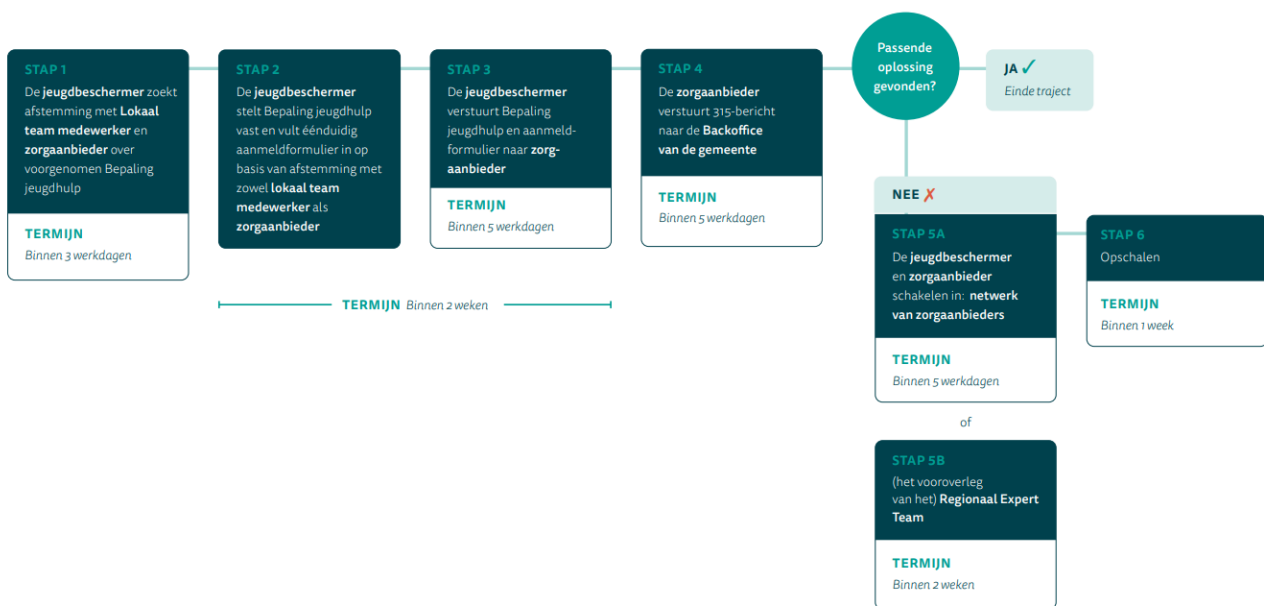 STAP 1
De jeugdbeschermer zoekt
afstemming met Lokaal
team medewerker en
zorgaanbieder over
voorgenomen Bepaling
jeugdhulp
TERMIJN
Binnen 3 werkdagen
STAP 2
De jeugdbeschermer
stelt Bepaling jeugdhulp
vast en vult éénduidig
aanmeldformulier in op
basis van afstemming met
zowel lokaal team
medewerker als
zorgaanbieder
STAP 3
De jeugdbeschermer
verstuurt Bepaling
jeugdhulp en aanmeld-
formulier naar zorg-
aanbieder
TERMIJN
Binnen 5 werkdagen
TERMIJN Binnen 2 weken
STAP 4
De zorgaanbieder
verstuurt 315-bericht
naar de Backoffice
van de gemeente
TERMIJN
Binnen 5 werkdagen
Passende
oplossing
gevonden?
JA ✓
Einde traject
NEE ✗
STAP 5A
De jeugdbeschermer
en zorgaanbieder
schakelen in: netwerk
van zorgaanbieders
TERMIJN
Binnen 5 werkdagen
of
STAP 5B
(het vooroverleg
van het) Regionaal Expert
Team
TERMIJN
Binnen 2 weken
STAP 6
Opschalen
TERMIJN
Binnen 1 week